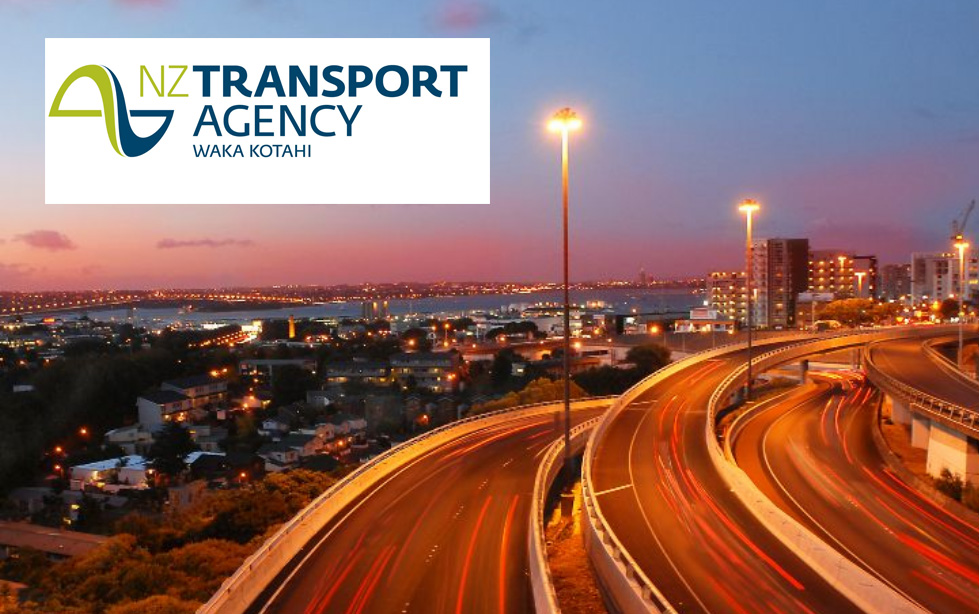 NZ TRANSPORT
AGENCY
WAKA KOTAHI